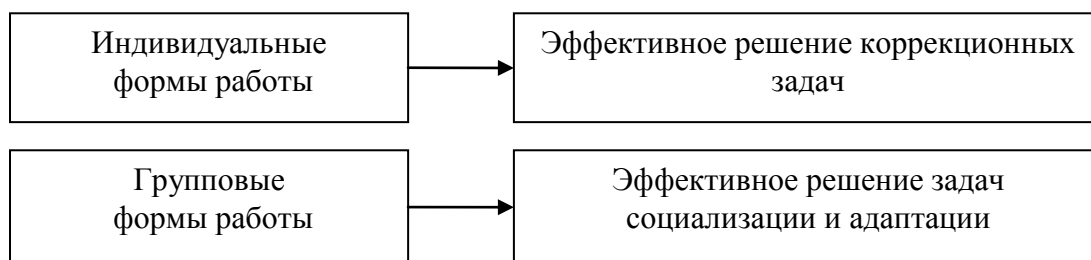 Индивидуальные
формы работы
Эффективное решение коррекционных
задач
Групповые
формы работы
Эффективное решение задач
социализации и адаптации